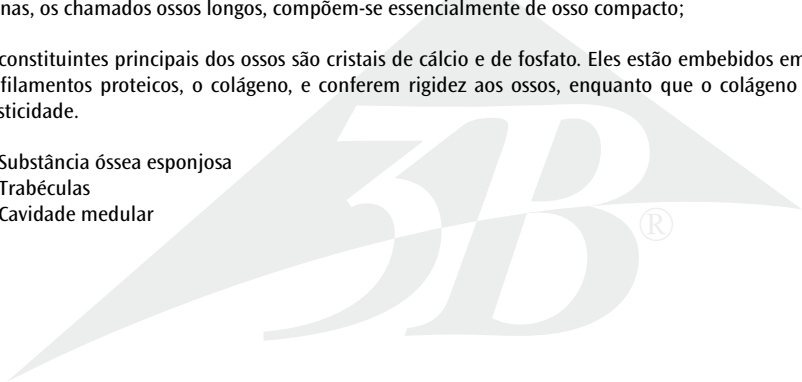 nas, os chamados ossos longos, compõem-se essencialmente de osso compacto;
constituintes principais dos ossos são cristais de cálcio e de fosfato. Eles estão embebidos em
filamentos proteicos, o colágeno, e conferem rigidez aos ossos, enquanto que o colágeno
sticidade.
Substância óssea esponjosa
Trabéculas
Cavidade medular
3B®